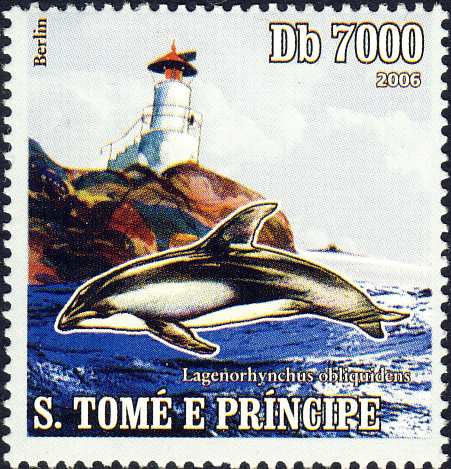 Berlin
Db 7000
2006
Lagenorhynchus obliquidens
S. TOMÉ E PRÍNCIPE